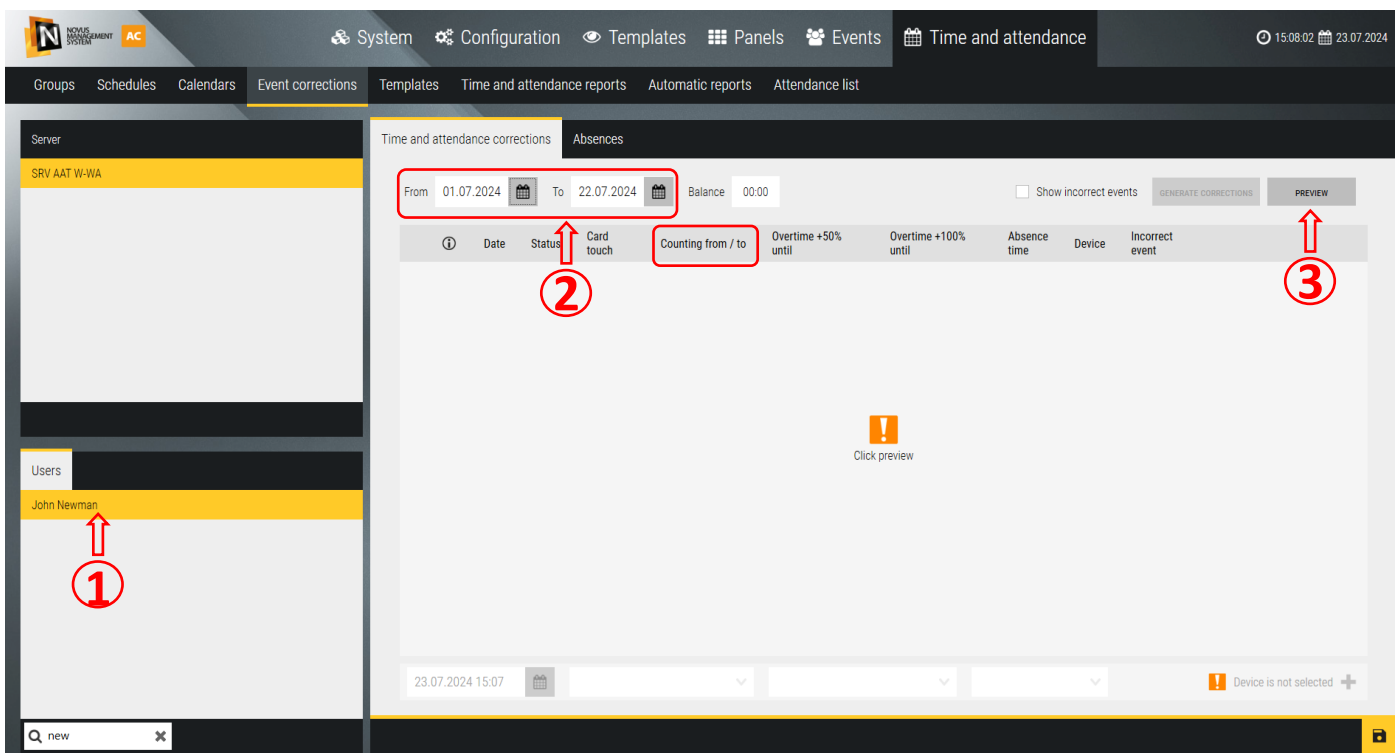 NOVUS
MANAGEMENT
SYSTEM
AC
System
Configuration
Templates
Panels
Events
Time and attendance
15:08:02
23.07.2024
Groups
Schedules
Calendars
Event corrections
Templates
Time and attendance reports
Automatic reports
Attendance list
Server
SRV AAT W-WA
Time and attendance corrections
Absences
From 01.07.2024 To 22.07.2024 Balance 00:00
Show incorrect events
GENERATE CORRECTIONS
PREVIEW
Date
Status
Card
touch
Counting from / to
Overtime +50%
until
Overtime +100%
until
Absence
time
Device
Incorrect
event
2
3
Click preview
Users
John Newman
1
23.07.2024 15:07
Device is not selected
new